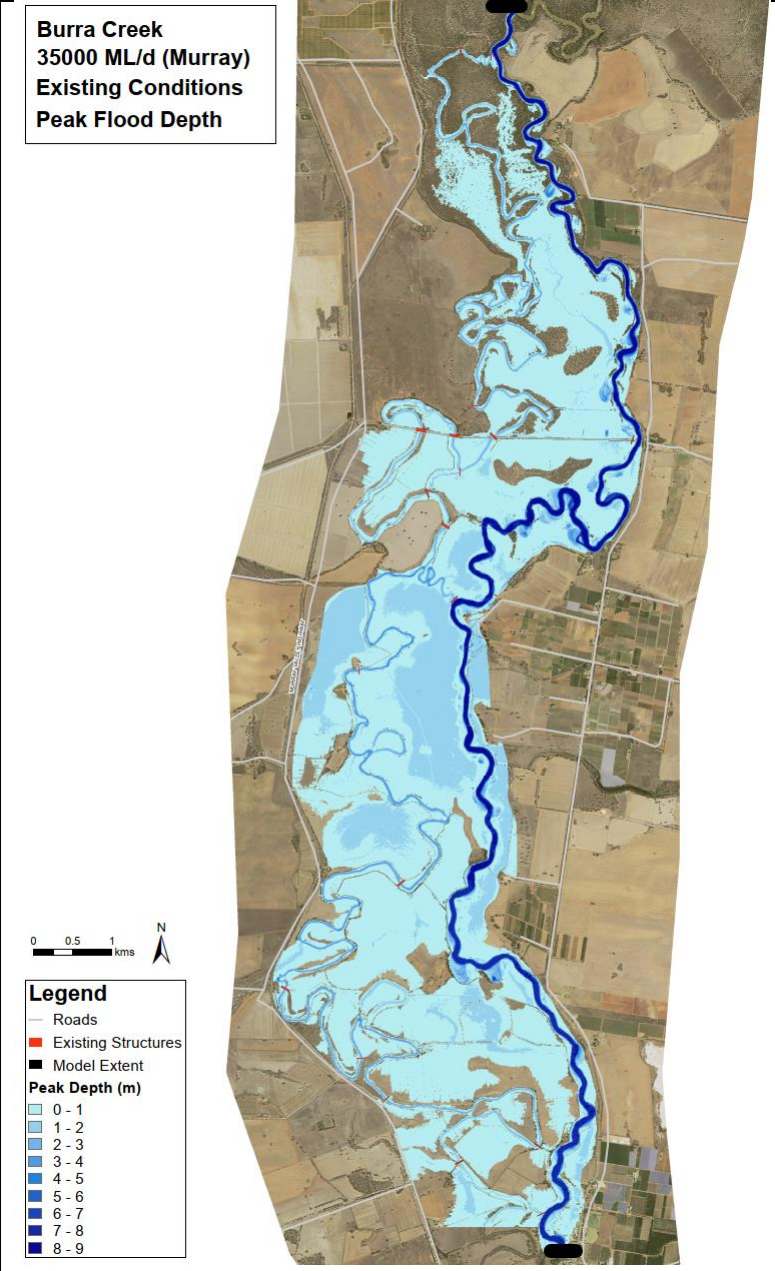 Burra Creek
35000 ML/d (Murray)
Existing Conditions
Peak Flood Depth
N
0 0.5 1
kms
Legend
Roads
Existing Structures
Model Extent
Peak Depth (m)
0 - 1
1 - 2
2 - 3
3 - 4
4 - 5
5 - 6
6 - 7
7 - 8
8 - 9